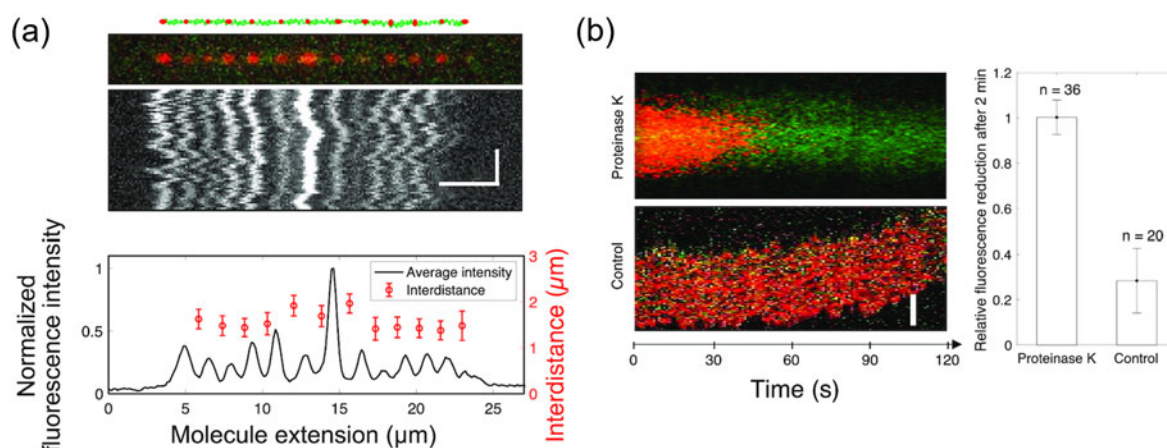 (a)
(b)
Normalized
fluorescence intensity
1
0.5
0
Average intensity
Interdistance
3
2
1
0
Interdistance (μm)
0 5 10 15 20 25
Molecule extension (μm)
Proteinase K
Control
0 30 60 90 120
Time (s)
Relative fluorescence reduction after 2 min
1.2
1
0.8
0.6
0.4
0.2
0
n = 36
n = 20
Proteinase K Control